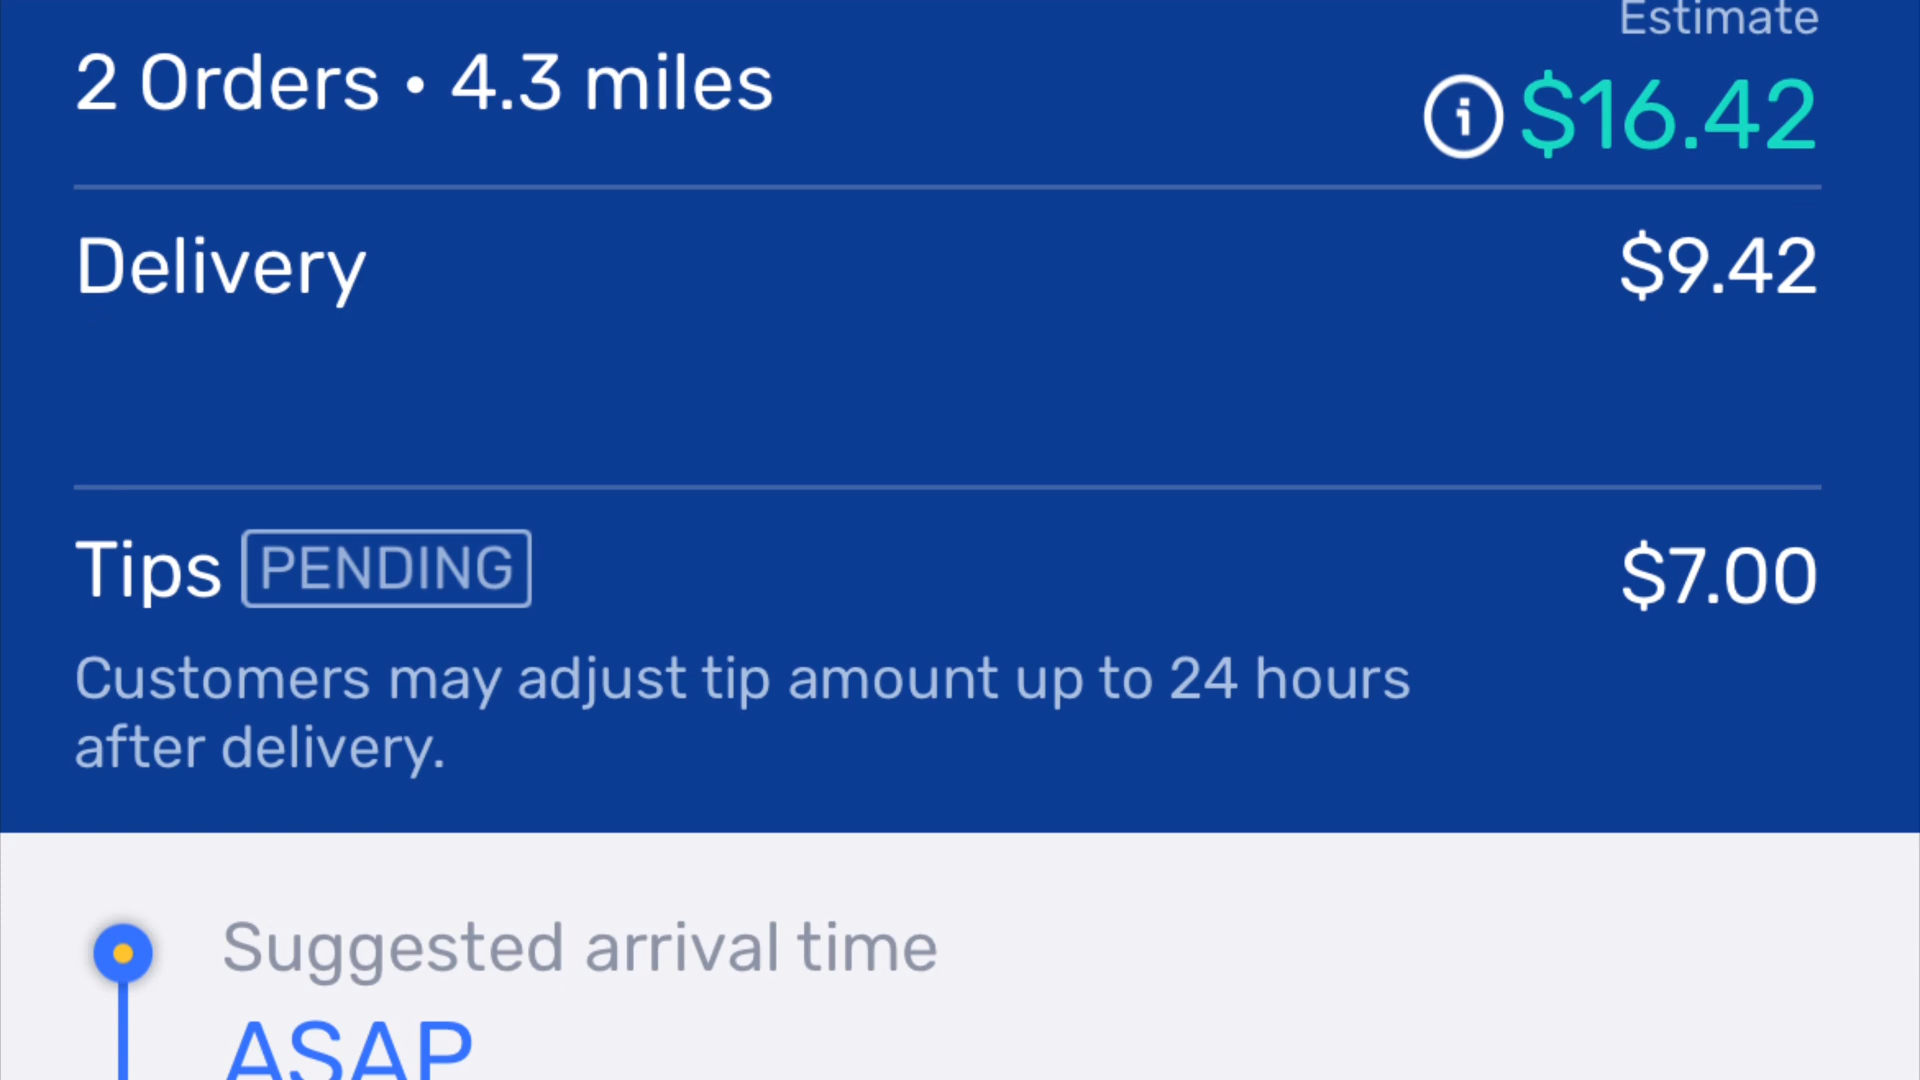 Estimate
2 Orders • 4.3 miles
$16.42
Delivery
$9.42
Tips PENDING
$7.00
Customers may adjust tip amount up to 24 hours
after delivery.
Suggested arrival time
ASAP